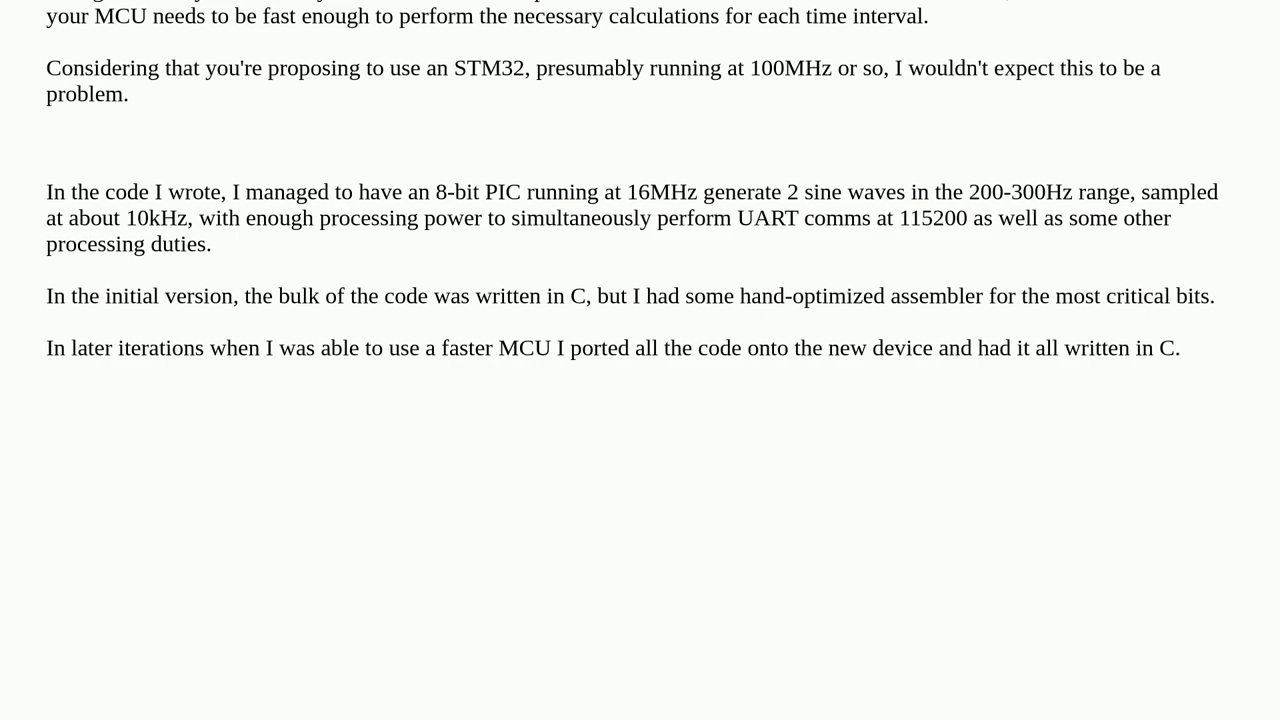 your MCU needs to be fast enough to perform the necessary calculations for each time interval.
Considering that you're proposing to use an STM32, presumably running at 100MHz or so, I wouldn't expect this to be a
problem.
In the code I wrote, I managed to have an 8-bit PIC running at 16MHz generate 2 sine waves in the 200-300Hz range, sampled
at about 10kHz, with enough processing power to simultaneously perform UART comms at 115200 as well as some other
processing duties.
In the initial version, the bulk of the code was written in C, but I had some hand-optimized assembler for the most critical bits.
In later iterations when I was able to use a faster MCU I ported all the code onto the new device and had it all written in C.